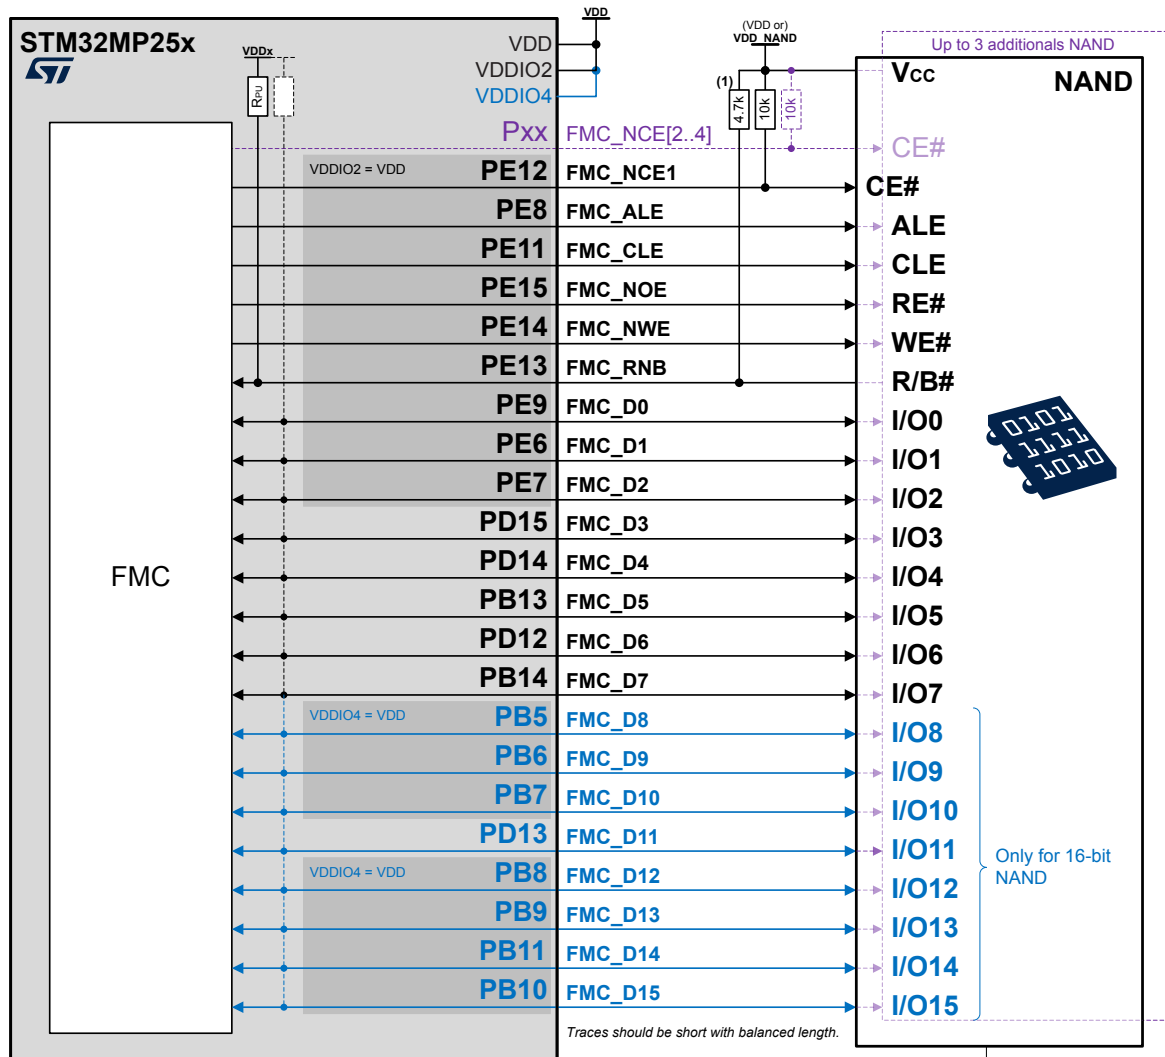 STM32MP25x
VDD
VDD
VDDIO2
VDDIO4
VDDx
RPU
(VDD or)
VDD_NAND
(1)
4.7k
10k
10k
Up to 3 additionals NAND
VCC
NAND
Pxx FMC_NCE[2..4] CE#
VDDIO2 = VDD PE12 FMC_NCE1 CE#
PE8 FMC_ALE ALE
PE11 FMC_CLE CLE
PE15 FMC_NOE RE#
PE14 FMC_NWE WE#
PE13 FMC_RNB R/B#
PE9 FMC_D0 I/O0
0101
1111
1010
PE6 FMC_D1 I/O1
PE7 FMC_D2 I/O2
PD15 FMC_D3 I/O3
FMC
PD14 FMC_D4 I/O4
PB13 FMC_D5 I/O5
PD12 FMC_D6 I/O6
PB14 FMC_D7 I/O7
VDDIO4 = VDD PB5 FMC_D8 I/O8
PB6 FMC_D9 I/O9
PB7 FMC_D10 I/O10
PD13 FMC_D11 I/O11
Only for 16-bit
NAND
VDDIO4 = VDD PB8 FMC_D12 I/O12
PB9 FMC_D13 I/O13
PB11 FMC_D14 I/O14
PB10 FMC_D15 I/O15
Traces should be short with balanced length.